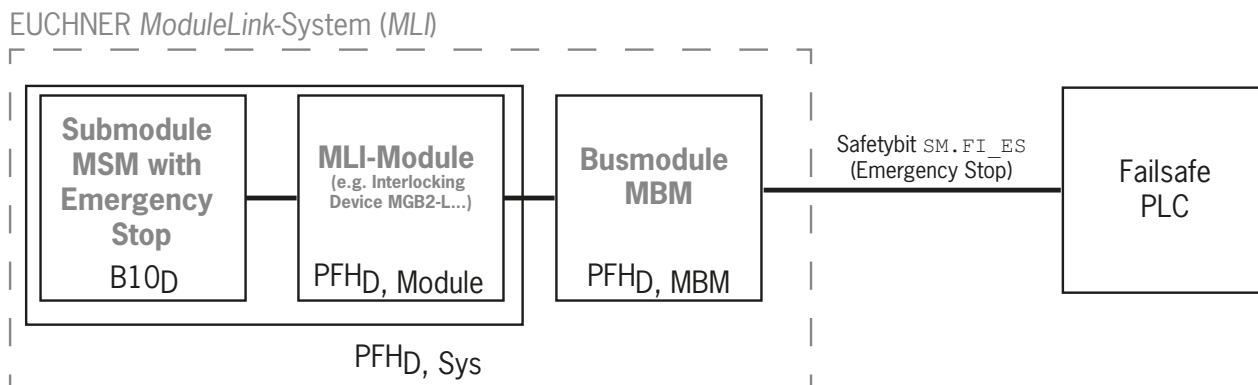 EUCHNER ModuleLink-System (MLI)
Submodule
MSM with
Emergency
Stop
B10D
MLI-Module
(e.g. Interlocking
Device MGB2-L...)
PFHD, Module
Busmodule
MBM
PFHD, MBM
PFHD, Sys
Safetybit SM.FI_ES
(Emergency Stop)
Failsafe
PLC